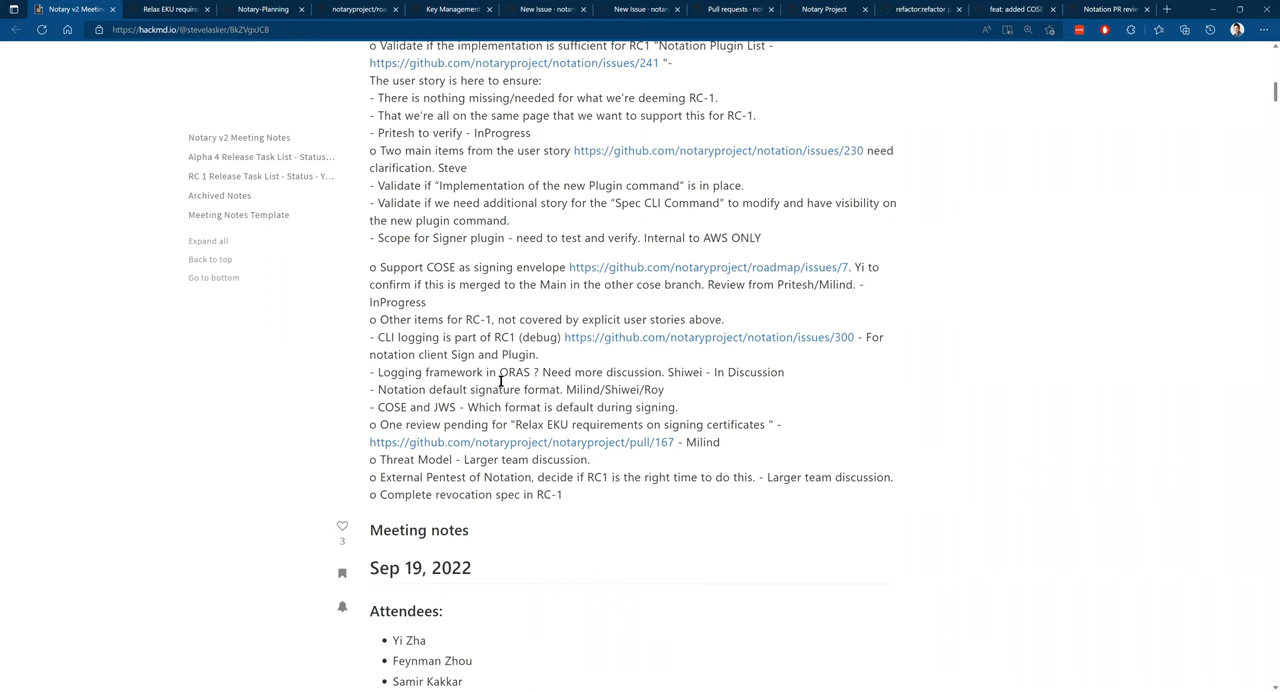 Notary v2 Meetin
Relax EKU requirem
Notary-Planning
notaryproject/roa
Key Management
New Issue · notar
New Issue · notary
Pull requests · not
Notary Project
refactor:refactor p
feat: added COSE
Notation PR revie
https://hackmd.io/@stevelasker/BkZVgxJCB
o Validate if the implementation is sufficient for RC1 "Notation Plugin List -
https://github.com/notaryproject/notation/issues/241 "-
The user story is here to ensure:
- There is nothing missing/needed for what we're deeming RC-1.
- That we're all on the same page that we want to support this for RC-1.
- Pritesh to verify - InProgress
o Two main items from the user story https://github.com/notaryproject/notation/issues/230 need
clarification. Steve
- Validate if "Implementation of the new Plugin command" is in place.
- Validate if we need additional story for the "Spec CLI Command" to modify and have visibility on
the new plugin command.
- Scope for Signer plugin - need to test and verify. Internal to AWS ONLY
o Support COSE as signing envelope https://github.com/notaryproject/roadmap/issues/7. Yi to
confirm if this is merged to the Main in the other cose branch. Review from Pritesh/Milind. -
InProgress
o Other items for RC-1, not covered by explicit user stories above.
- CLI logging is part of RC1 (debug) https://github.com/notaryproject/notation/issues/300 - For
notation client Sign and Plugin.
- Logging framework in ORAS ? Need more discussion. Shiwei - In Discussion
- Notation default signature format. Milind/Shiwei/Roy
- COSE and JWS - Which format is default during signing.
o One review pending for "Relax EKU requirements on signing certificates " -
https://github.com/notaryproject/notaryproject/pull/167 - Milind
o Threat Model - Larger team discussion.
o External Pentest of Notation, decide if RC1 is the right time to do this. - Larger team discussion.
o Complete revocation spec in RC-1
Notary v2 Meeting Notes
Alpha 4 Release Task List - Status...
RC 1 Release Task List - Status - Y...
Archived Notes
Meeting Notes Template
Expand all
Back to top
Go to bottom
3
Meeting notes
Sep 19, 2022
Attendees:
• Yi Zha
• Feynman Zhou
• Samir Kakkar